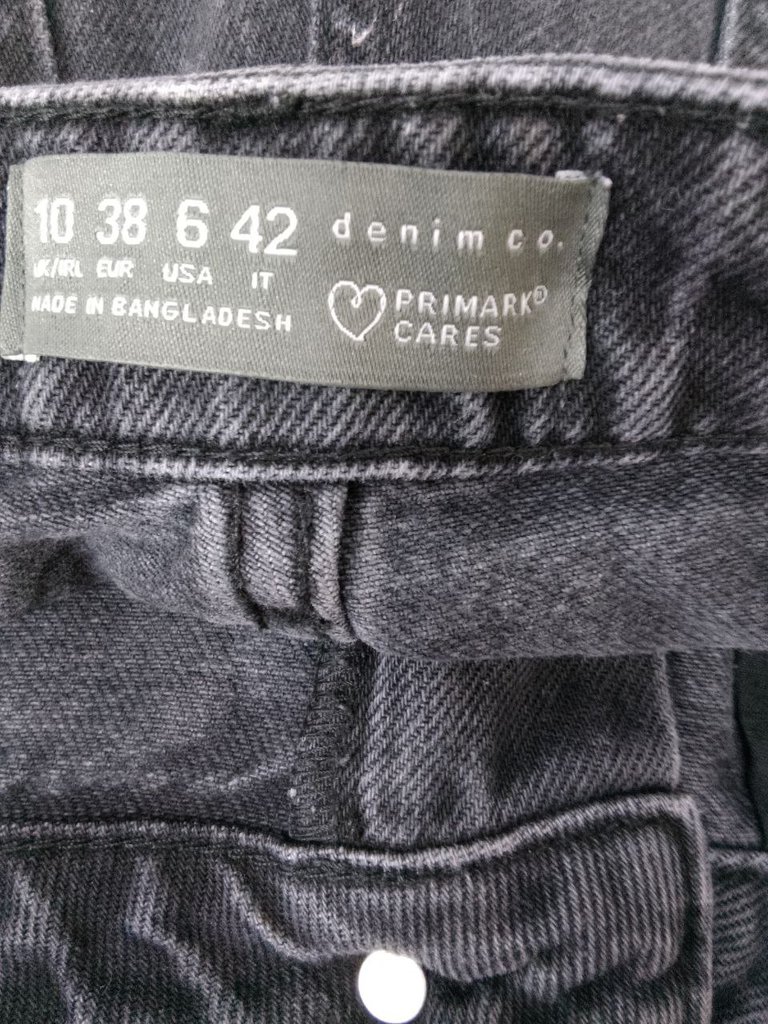 10 38 6 42
UK/IRL EUR USA IT
MADE IN BANGLADESH
denim co.
PRIMARK®
CARES